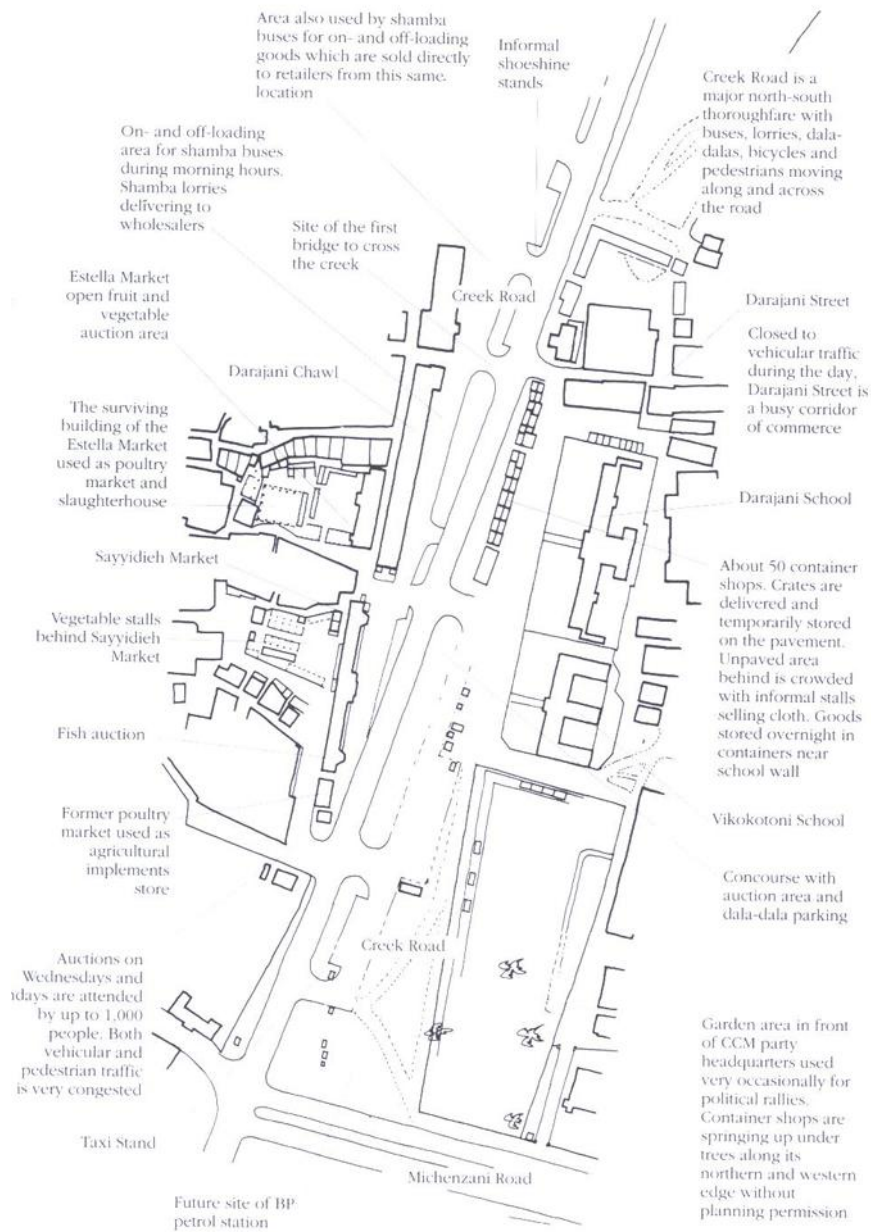 Area also used by shamba
buses for on- and off-loading
goods which are sold directly
to retailers from this same
location
Informal
shoeshine
stands
Creek Road is a
major north-south
thoroughfare with
buses, lorries, dala-
dalas, bicycles and
pedestrians moving
along and across
the road
On- and off-loading
area for shamba buses
during morning hours.
Shamba lorries
delivering to
wholesalers
Site of the first
bridge to cross
the creek
Estella Market
open fruit and
vegetable
auction area
Creek Road
Darajani Street
Closed to
vehicular traffic
during the day,
Darajani Street is
a busy corridor
of commerce
Darajani Chawl
The surviving
building of the
Estella Market
used as poultry
market and
slaughterhouse
Darajani School
Sayyidieh Market
About 50 container
shops. Crates are
delivered and
temporarily stored
on the pavement.
Unpaved area
behind is crowded
with informal stalls
selling cloth. Goods
stored overnight in
containers near
school wall
Vegetable stalls
behind Sayyidieh
Market
Fish auction
Former poultry
market used as
agricultural
implements
store
Vikokotoni School
Concourse with
auction area and
dala-dala parking
Creek Road
Auctions on
Wednesdays and
ndays are attended
by up to 1,000
people. Both
vehicular and
pedestrian traffic
is very congested
Garden area in front
of CCM party
headquarters used
very occasionally for
political rallies.
Container shops are
springing up under
trees along its
northern and western
edge without
planning permission
Taxi Stand
Michenzani Road
Future site of BP
petrol station